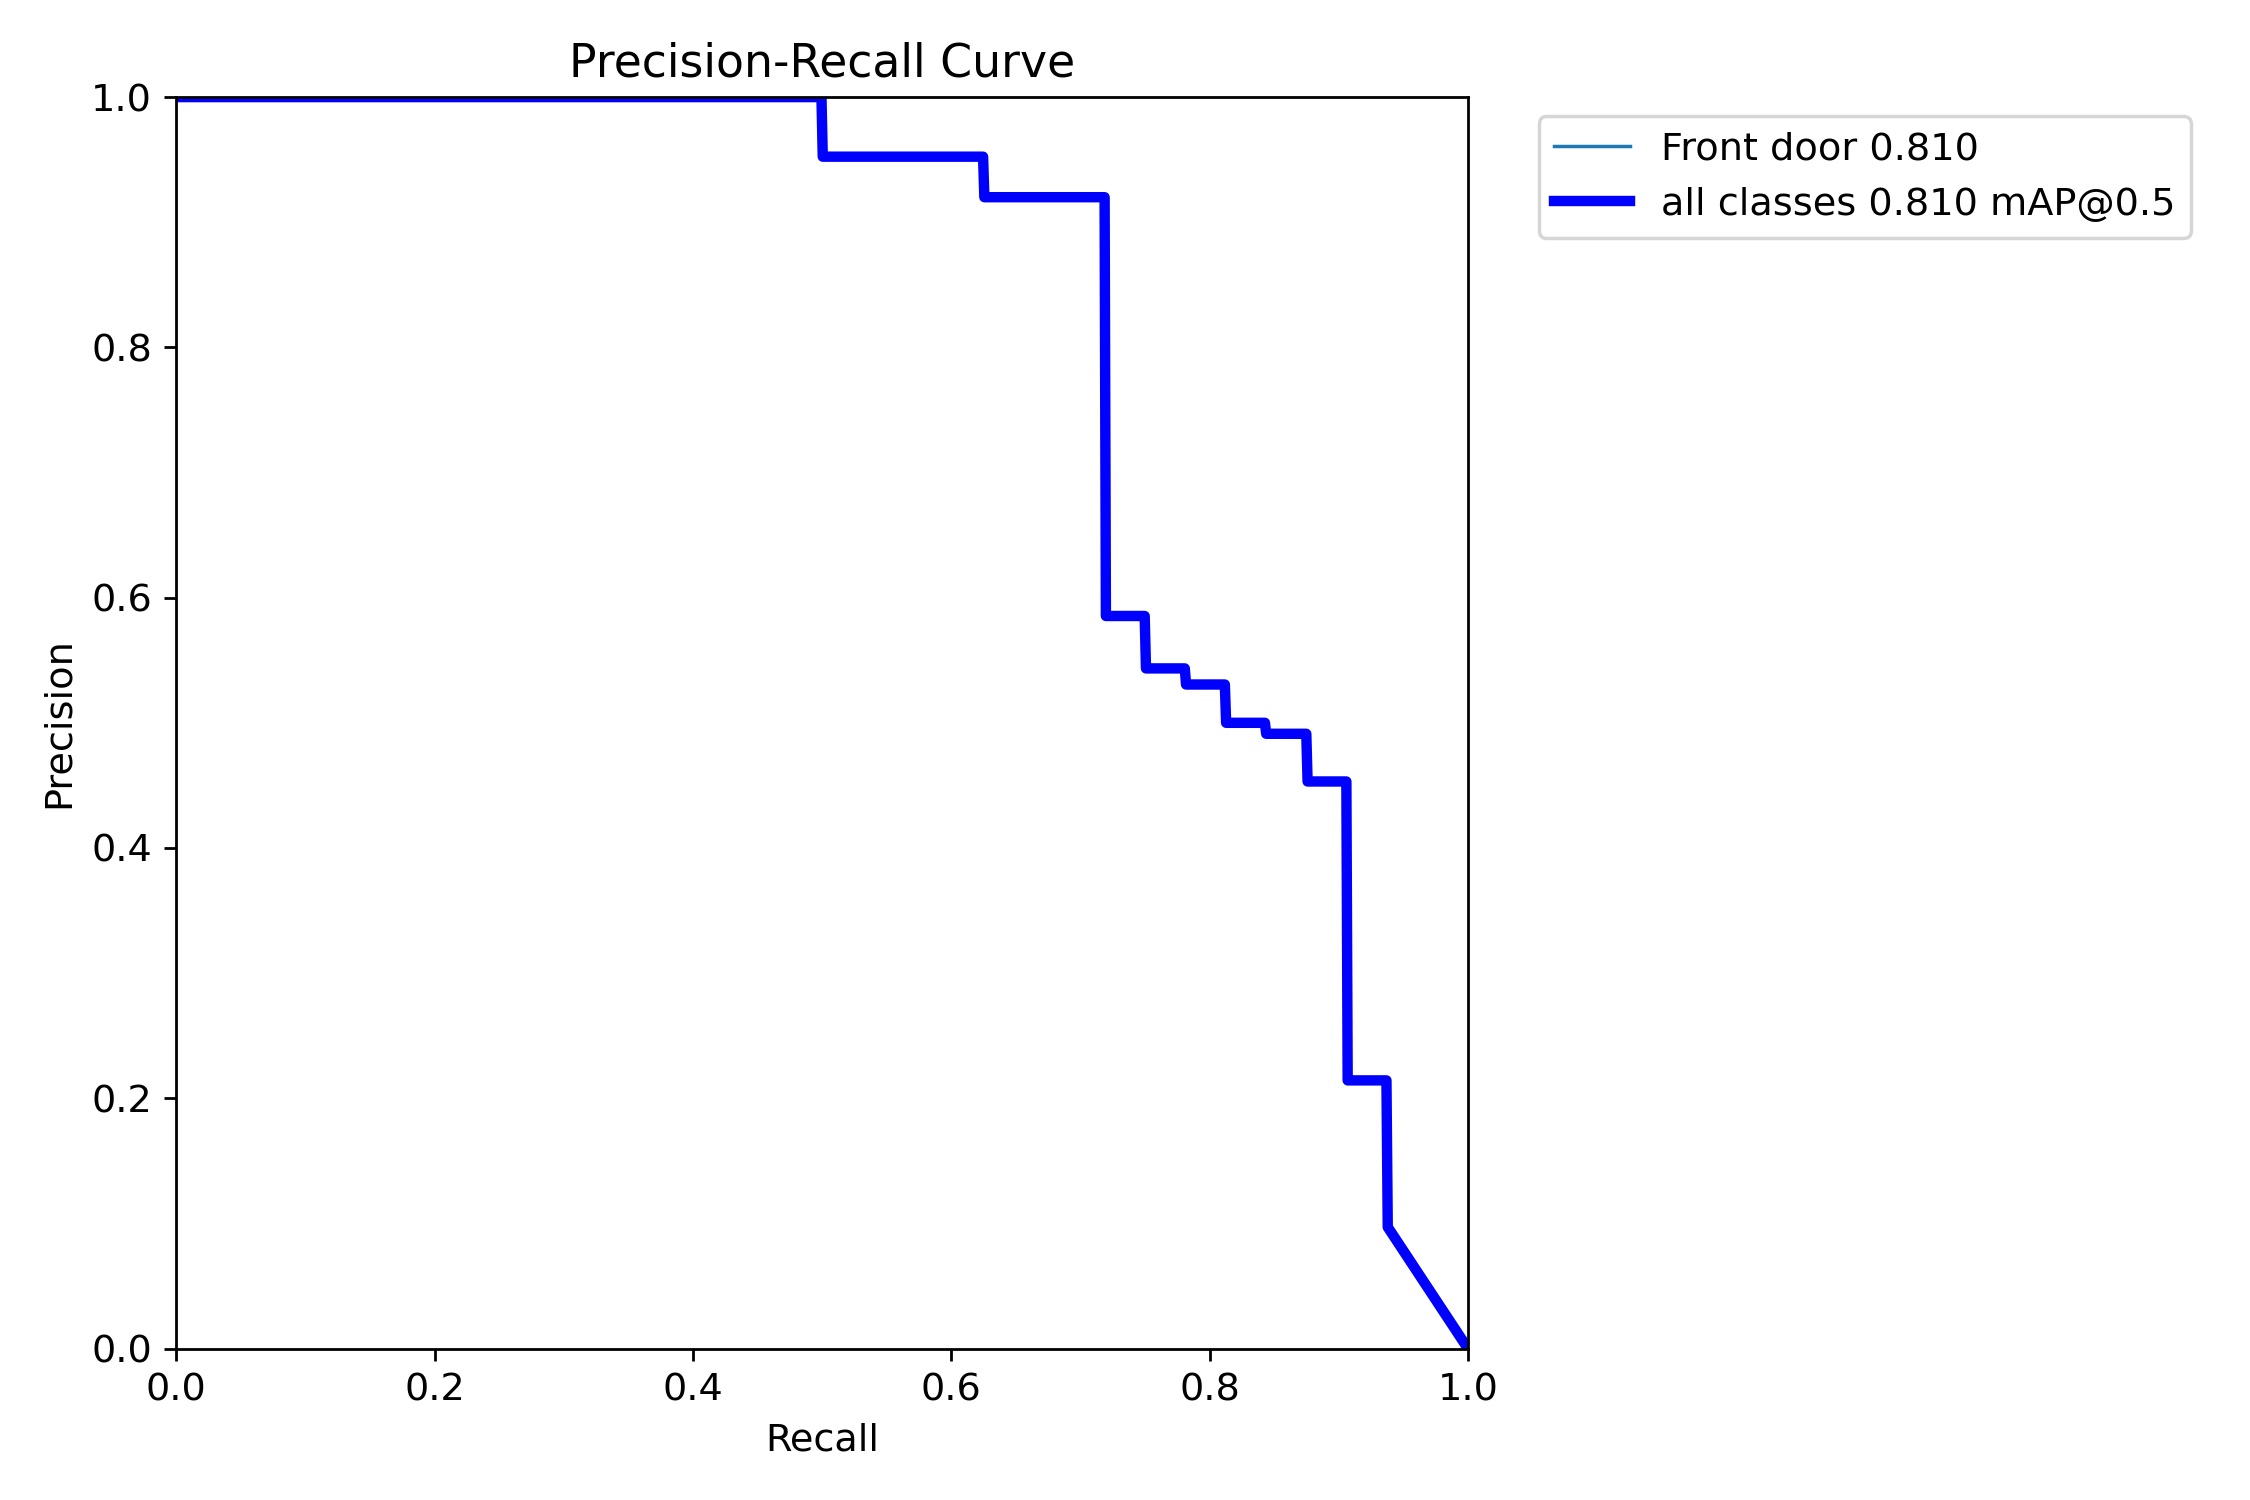 Precision-Recall Curve
1.0
0.8
0.6
0.4
0.2
0.0
Precision
0.0 0.2 0.4 0.6 0.8 1.0
Recall
Front door 0.810
all classes 0.810 mAP@0.5